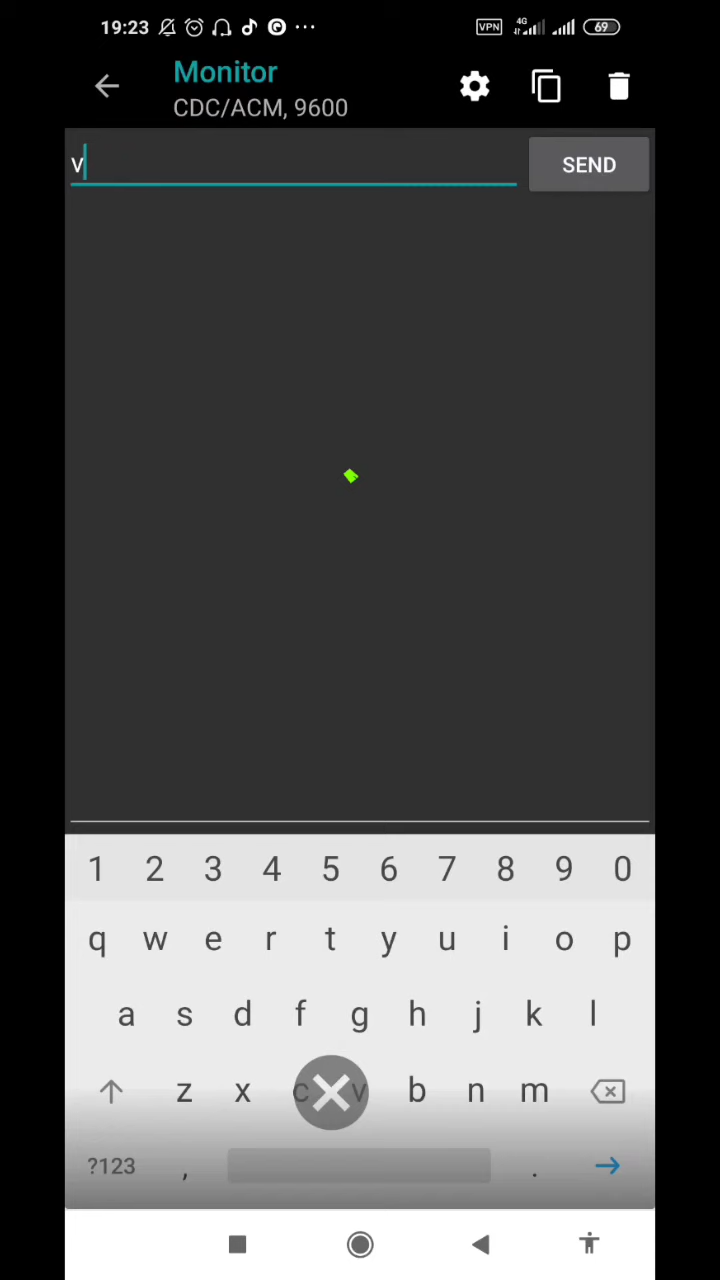 19:23 VPN 4G 69
Monitor
CDC/ACM, 9600
v SEND
1 2 3 4 5 6 7 8 9 0
q w e r t y u i o p
a s d f g h j k l
z x c v b n m
?123 , .